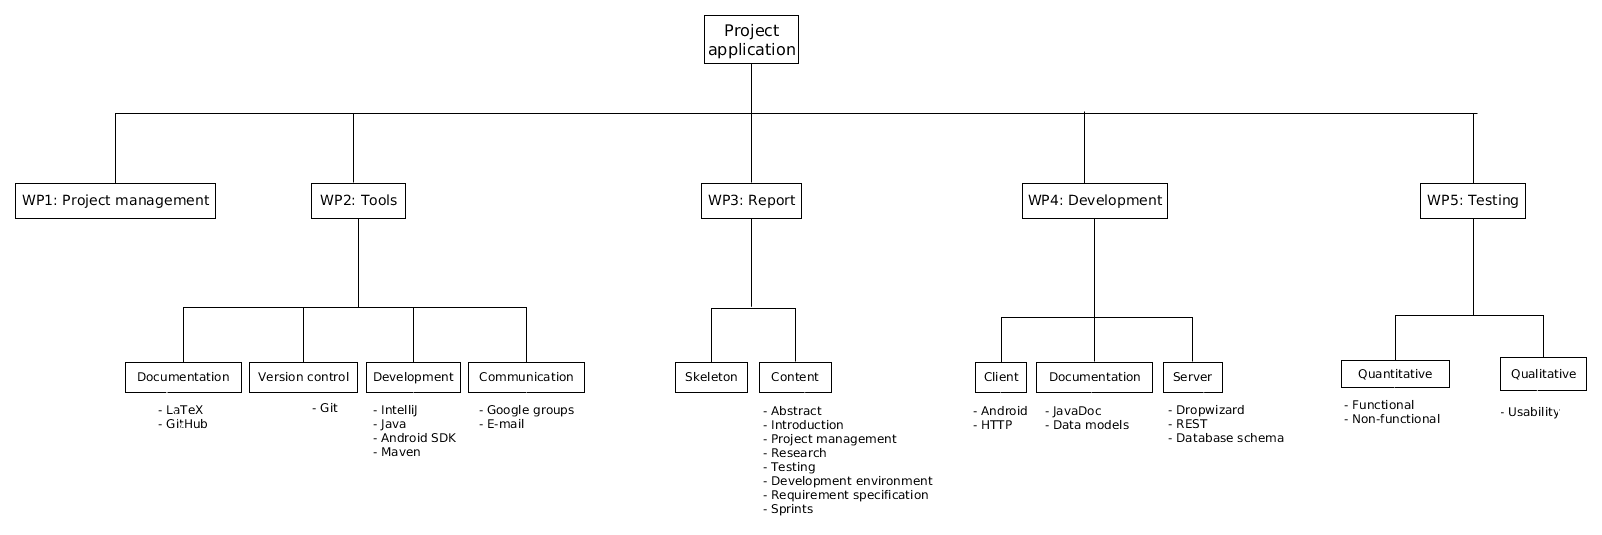 Project
application
WP1: Project management
WP2: Tools
WP3: Report
WP4: Development
WP5: Testing
Documentation
- LaTeX
- GitHub
Version control
- Git
Development
- IntelliJ
- Java
- Android SDK
- Maven
Communication
- Google groups
- E-mail
Skeleton
Content
- Abstract
- Introduction
- Project management
- Research
- Testing
- Development environment
- Requirement specification
- Sprints
Client
- Android
- HTTP
Documentation
- JavaDoc
- Data models
Server
- Dropwizard
- REST
- Database schema
Quantitative
- Functional
- Non-functional
Qualitative
- Usability